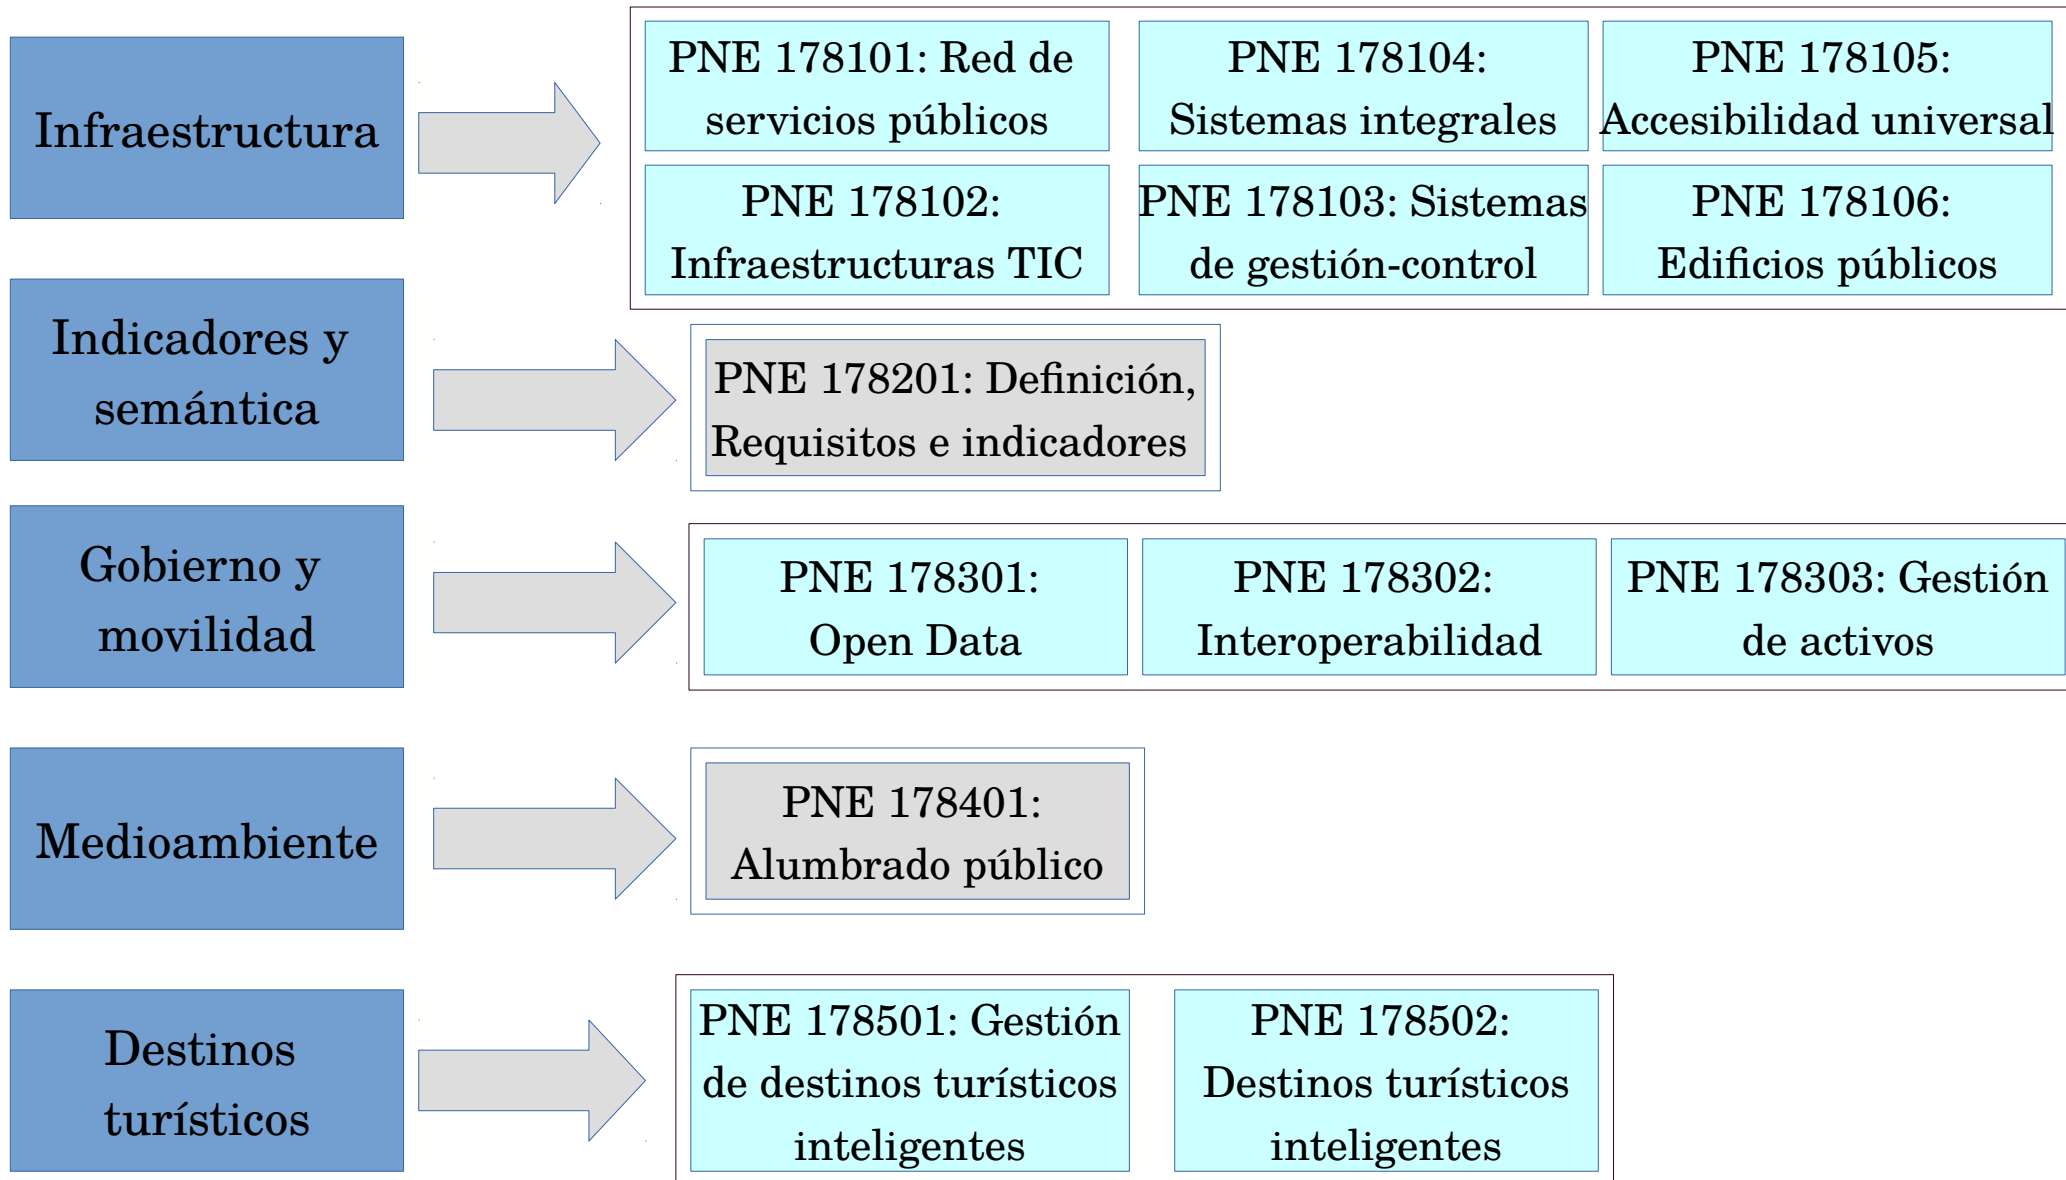 Infraestructura
PNE 178101: Red de
servicios públicos
PNE 178104:
Sistemas integrales
PNE 178105:
Accesibilidad universal
PNE 178102:
Infraestructuras TIC
PNE 178103: Sistemas
de gestión-control
PNE 178106:
Edificios públicos
Indicadores y
semántica
PNE 178201: Definición,
Requisitos e indicadores
Gobierno y
movilidad
PNE 178301:
Open Data
PNE 178302:
Interoperabilidad
PNE 178303: Gestión
de activos
Medioambiente
PNE 178401:
Alumbrado público
Destinos
turísticos
PNE 178501: Gestión
de destinos turísticos
inteligentes
PNE 178502:
Destinos turísticos
inteligentes